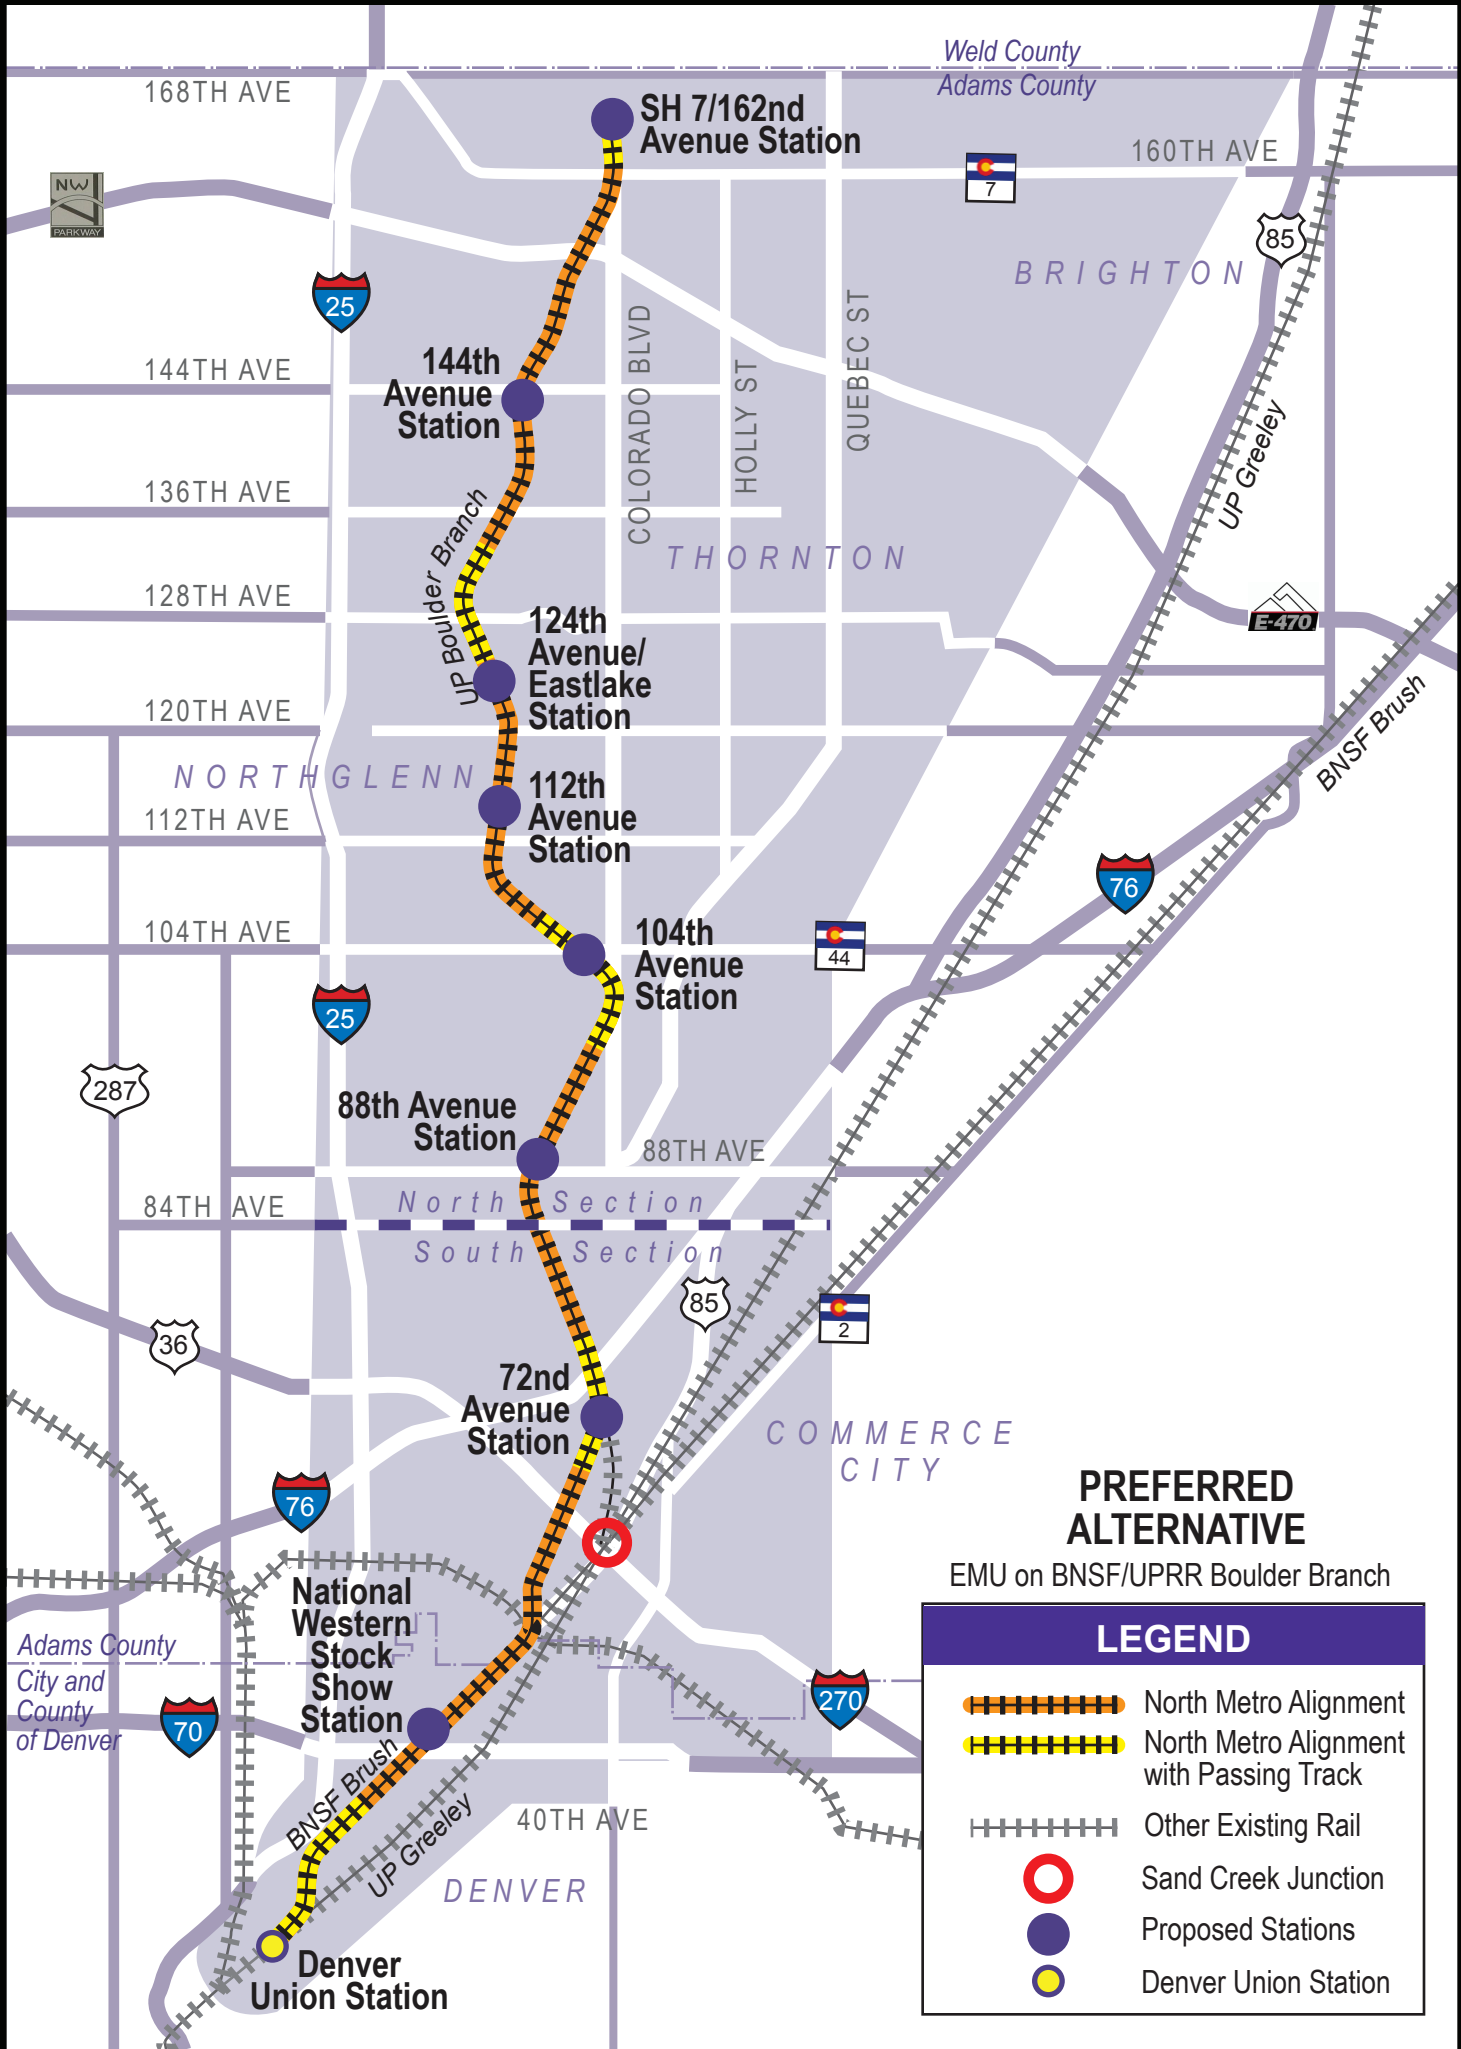 Weld County
Adams County
168TH AVE
SH 7/162nd
Avenue Station
160TH AVE
7
NW
PARKWAY
85
BRIGHTON
25
COLORADO BLVD
HOLLY ST
QUEBEC ST
144TH AVE
144th
Avenue
Station
UP Greeley
136TH AVE
UP Boulder Branch
THORNTON
128TH AVE
E-470
124th
Avenue/
Eastlake
Station
120TH AVE
BNSF Brush
NORTHGLENN
112th
Avenue
Station
112TH AVE
76
104TH AVE
104th
Avenue
Station
44
25
287
88th Avenue
Station
88TH AVE
84TH AVE
North Section
South Section
85
2
36
72nd
Avenue
Station
COMMERCE
CITY
76
PREFERRED
ALTERNATIVE
EMU on BNSF/UPRR Boulder Branch
National
Western
Stock
Show
Station
Adams County
City and
County
of Denver
70
270
BNSF Brush
UP Greeley
40TH AVE
DENVER
Denver
Union Station
LEGEND
North Metro Alignment
North Metro Alignment
with Passing Track
Other Existing Rail
Sand Creek Junction
Proposed Stations
Denver Union Station